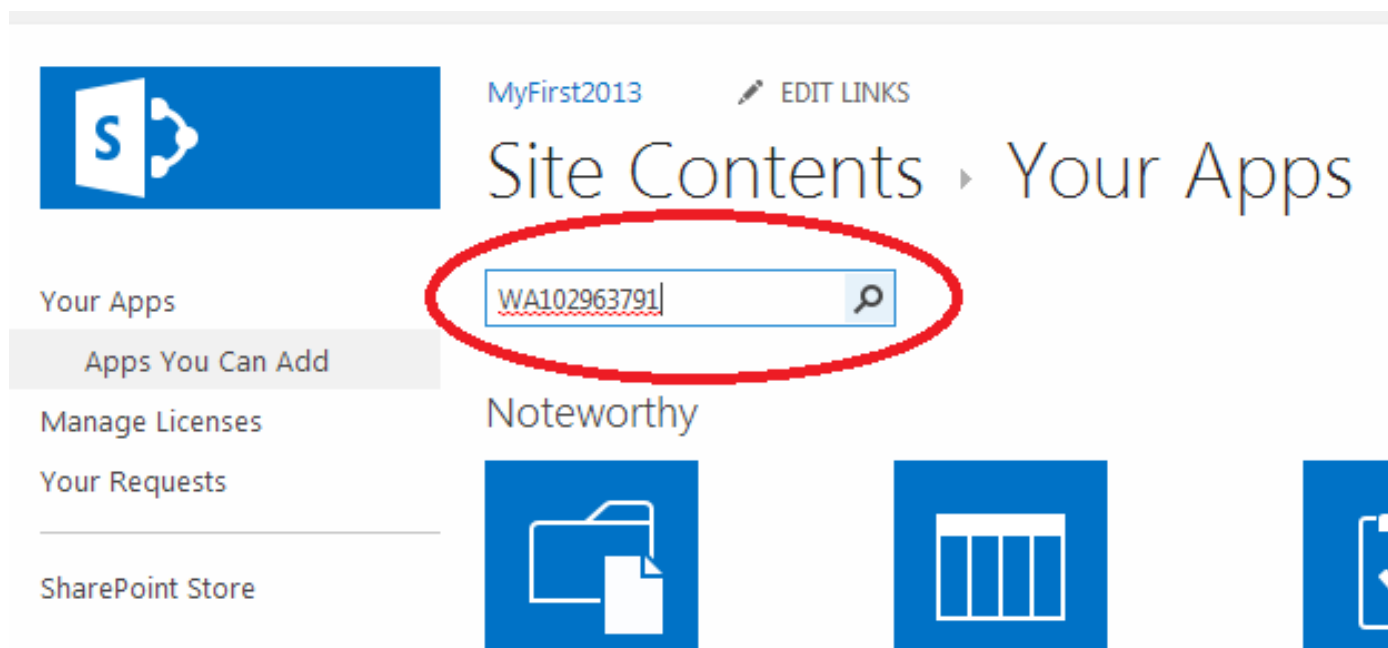 S
MyFirst2013 EDIT LINKS
Site Contents Your Apps
WA102963791
Your Apps
Apps You Can Add
Manage Licenses
Your Requests
SharePoint Store
Noteworthy